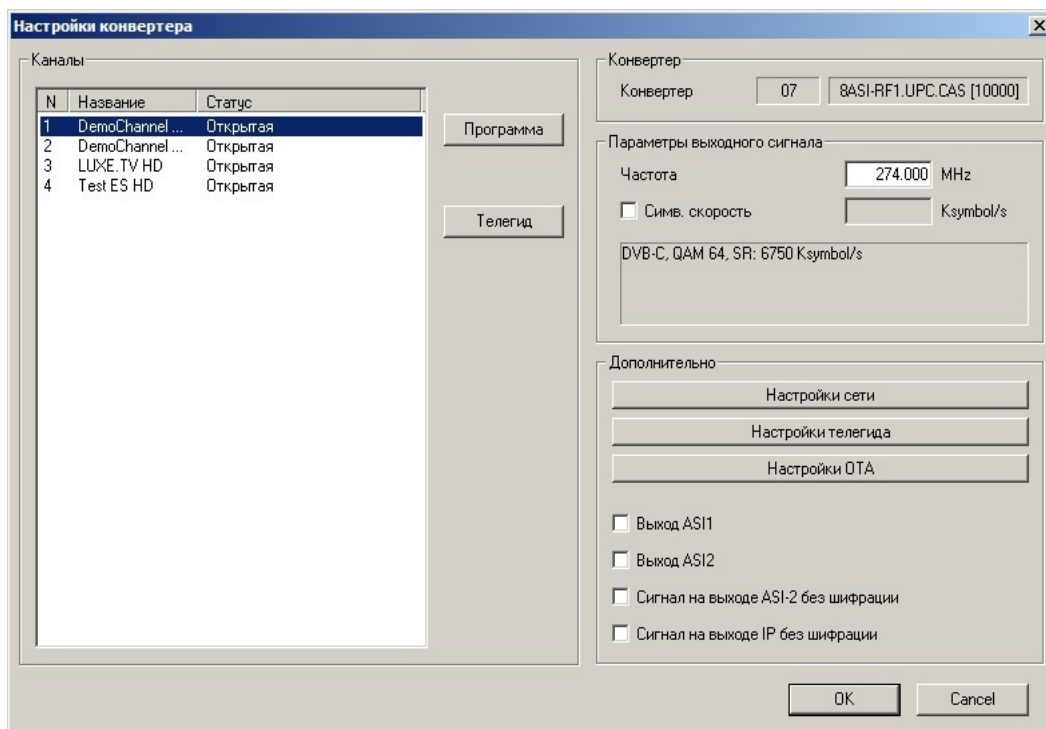 Настройки конвертера
Каналы
N Название Статус
1 DemoChannel ... Открытая
2 DemoChannel ... Открытая
3 LUXE.TV HD Открытая
4 Test ES HD Открытая
Программа
Телегид
Конвертер
Конвертер 07 8ASI-RF1.UPC.CAS [10000]
Параметры выходного сигнала
Частота 274.000 MHz
Симв. скорость Ksymbol/s
DVB-C, QAM 64, SR: 6750 Ksymbol/s
Дополнительно
Настройки сети
Настройки телегида
Настройки ОТА
Выход ASI1
Выход ASI2
Сигнал на выходе ASI-2 без шифрации
Сигнал на выходе IP без шифрации
OK Cancel